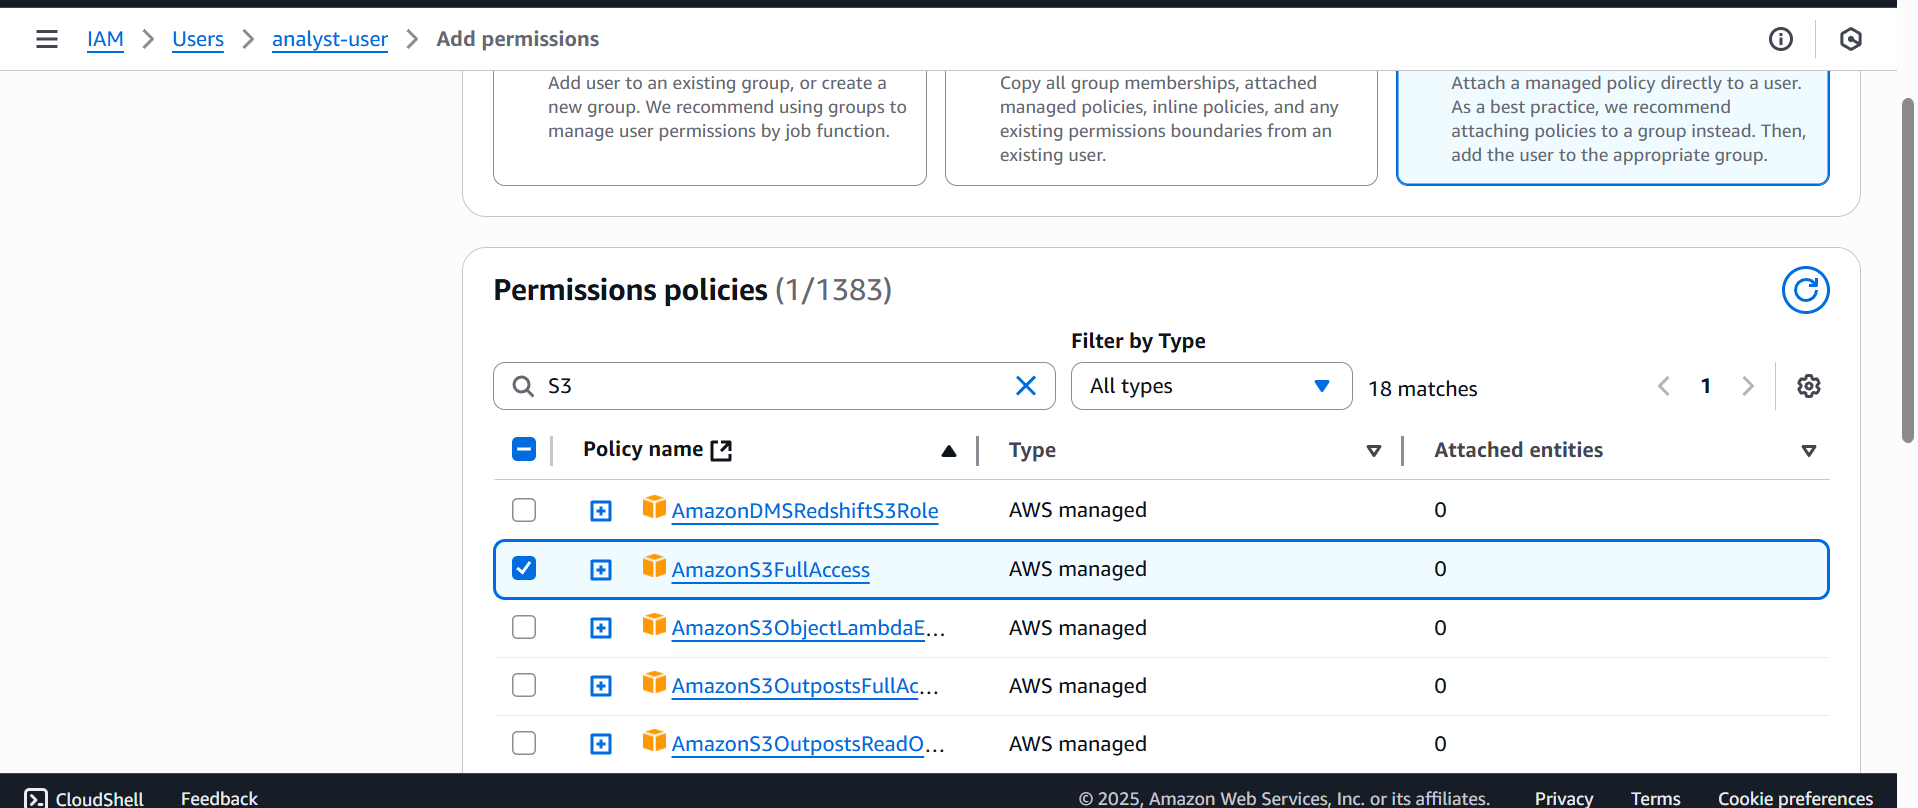 IAM > Users > analyst-user > Add permissions
Add user to an existing group, or create a
new group. We recommend using groups to
manage user permissions by job function.
Copy all group memberships, attached
managed policies, inline policies, and any
existing permissions boundaries from an
existing user.
Attach a managed policy directly to a user.
As a best practice, we recommend
attaching policies to a group instead. Then,
add the user to the appropriate group.
Permissions policies (1/1383)
Filter by Type
S3
All types
18 matches
1
Policy name
Type
Attached entities
AmazonDMSRedshiftS3Role AWS managed 0
AmazonS3FullAccess AWS managed 0
AmazonS3ObjectLambdaE... AWS managed 0
AmazonS3OutpostsFullAc... AWS managed 0
AmazonS3OutpostsReadO... AWS managed 0
CloudShell Feedback © 2025, Amazon Web Services, Inc. or its affiliates. Privacy Terms Cookie preferences